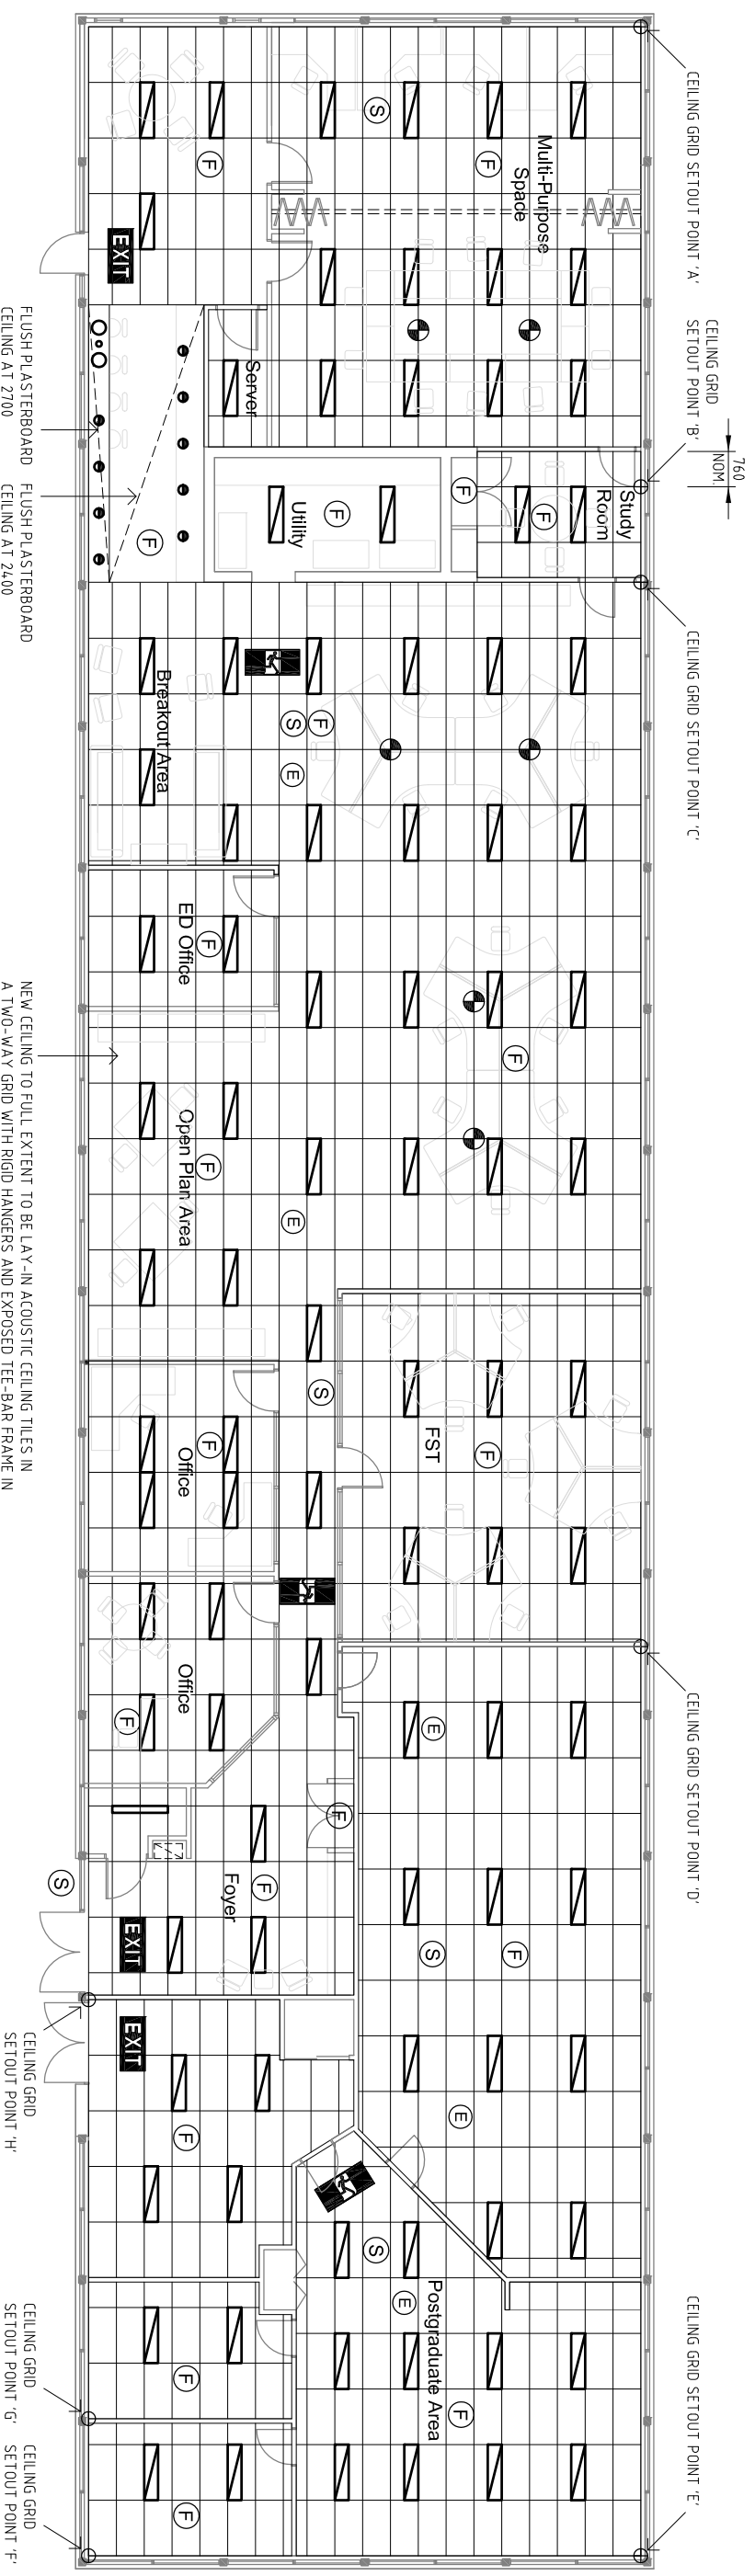 CEILING GRID SETOUT POINT 'A'
CEILING GRID
SETOUT POINT 'B'
760
NOM.
CEILING GRID SETOUT POINT 'C'
CEILING GRID SETOUT POINT 'D'
CEILING GRID SETOUT POINT 'E'
S
F
F
Multi-Purpose
Space
EXIT
Server
Study
Room
F
F
F
Utility
F
Breakout Area
S
F
E
ED Office
F
F
Open Plan Area
F
E
S
FST
F
Office
F
Office
F
E
F
Foyer
F
S
EXIT
S
F
EXIT
F
E
S
E
Postgraduate Area
F
F
F
FLUSH PLASTERBOARD
CEILING AT 2700
FLUSH PLASTERBOARD
CEILING AT 2400
NEW CEILING TO FULL EXTENT TO BE LAY-IN ACOUSTIC CEILING TILES IN
A TWO-WAY GRID WITH RIGID HANGERS AND EXPOSED TEE-BAR FRAME IN
CEILING GRID
SETOUT POINT 'H'
CEILING GRID
SETOUT POINT 'G'
CEILING GRID
SETOUT POINT 'F'